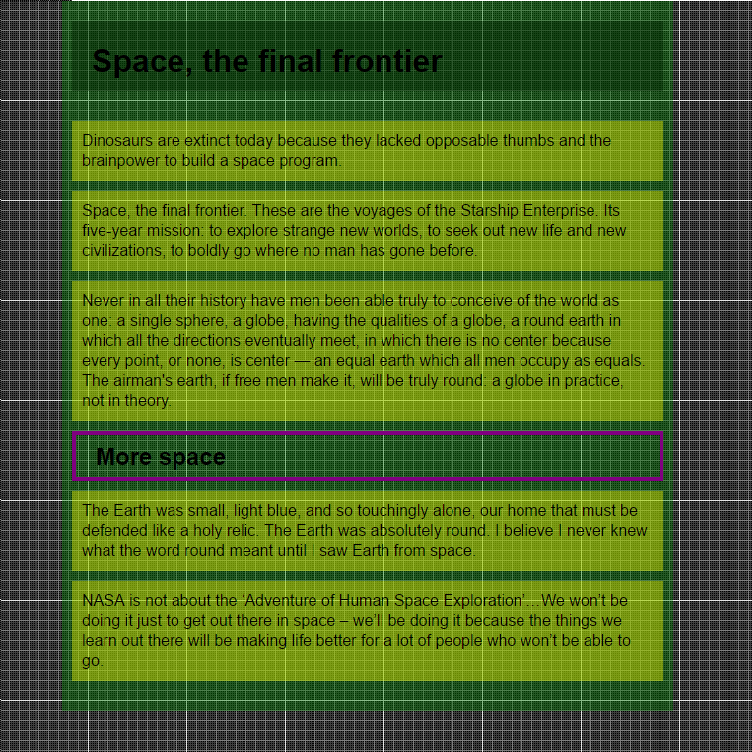 Space, the final frontier
Dinosaurs are extinct today because they lacked opposable thumbs and the
brainpower to build a space program.
Space, the final frontier. These are the voyages of the Starship Enterprise. Its
five-year mission: to explore strange new worlds, to seek out new life and new
civilizations, to boldly go where no man has gone before.
Never in all their history have men been able truly to conceive of the world as
one: a single sphere, a globe, having the qualities of a globe, a round earth in
which all the directions eventually meet, in which there is no center because
every point, or none, is center — an equal earth which all men occupy as equals.
The airman's earth, if free men make it, will be truly round: a globe in practice,
not in theory.
More space
The Earth was small, light blue, and so touchingly alone, our home that must be
defended like a holy relic. The Earth was absolutely round. I believe I never knew
what the word round meant until I saw Earth from space.
NASA is not about the ‘Adventure of Human Space Exploration’…We won’t be
doing it just to get out there in space – we’ll be doing it because the things we
learn out there will be making life better for a lot of people who won’t be able to
go.